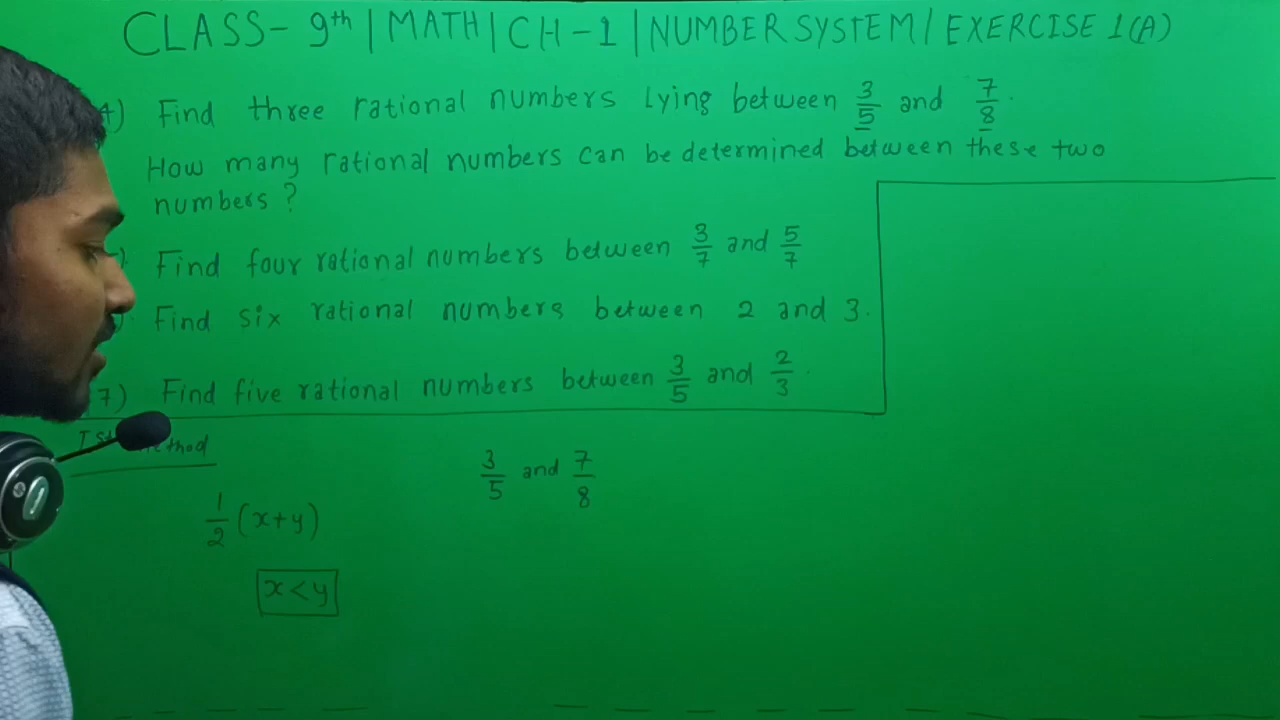 CLASS- 9th | MATH | CH-1 | NUMBER SYSTEM / EXERCISE 1(A)
4) Find three rational numbers lying between 3/5 and 7/8.
How many rational numbers can be determined between these two
numbers ?
Find four rational numbers between 3/7 and 5/7
Find six rational numbers between 2 and 3.
7) Find five rational numbers between 3/5 and 2/3.
Ist
3/5 and 7/8
1/2 (x+y)
x<y